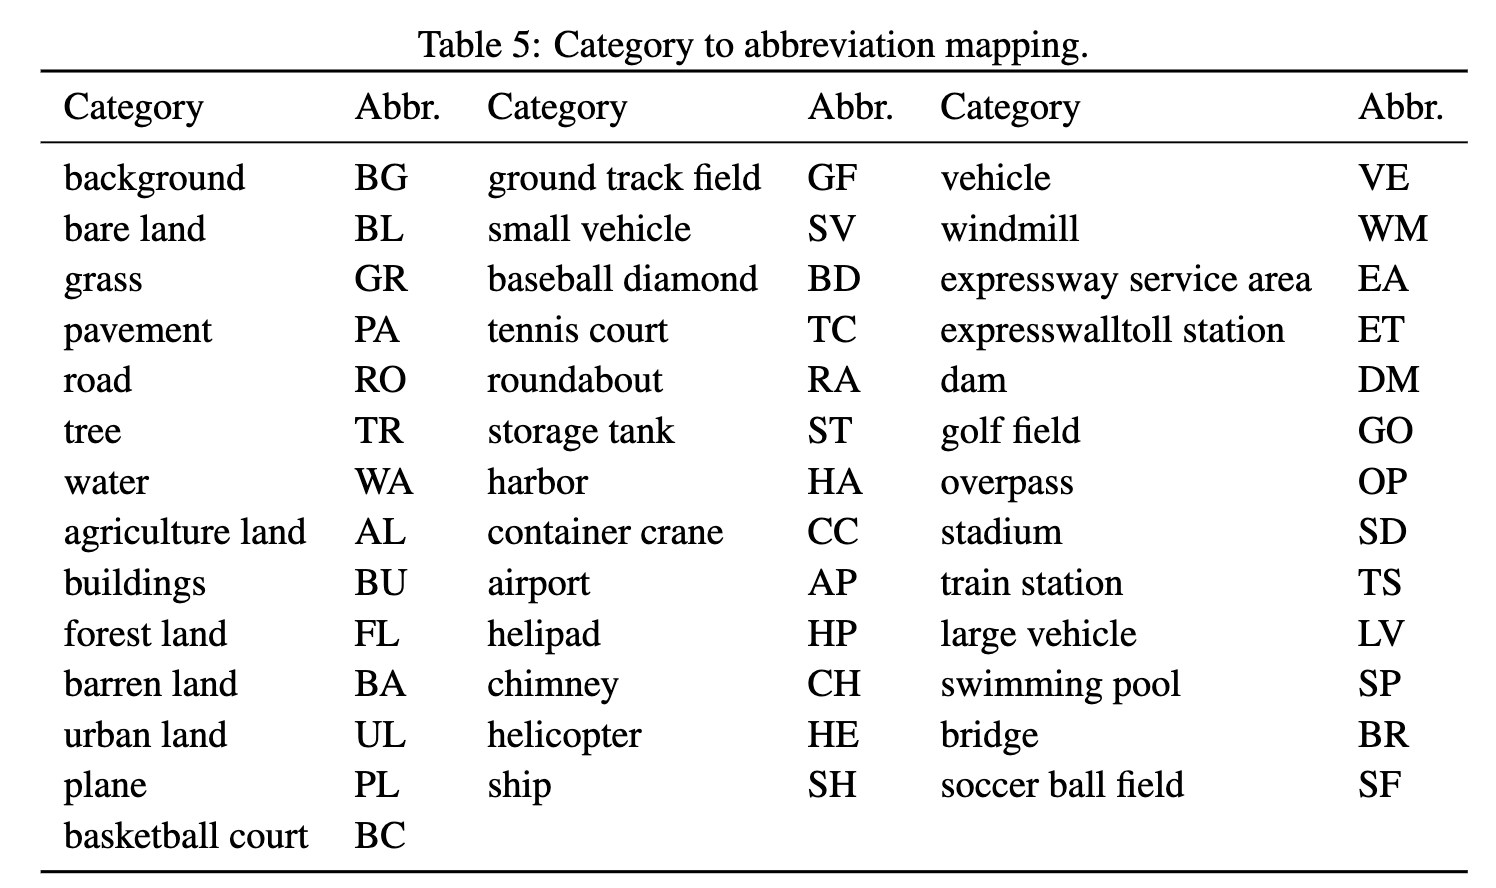 Table 5: Category to abbreviation mapping.
Category Abbr. Category Abbr. Category Abbr.
background BG ground track field GF vehicle VE
bare land BL small vehicle SV windmill WM
grass GR baseball diamond BD expressway service area EA
pavement PA tennis court TC expresswalltoll station ET
road RO roundabout RA dam DM
tree TR storage tank ST golf field GO
water WA harbor HA overpass OP
agriculture land AL container crane CC stadium SD
buildings BU airport AP train station TS
forest land FL helipad HP large vehicle LV
barren land BA chimney CH swimming pool SP
urban land UL helicopter HE bridge BR
plane PL ship SH soccer ball field SF
basketball court BC